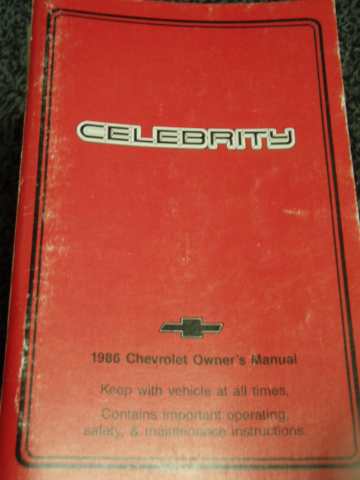 CELEBRITY
1986 Chevrolet Owner's Manual
Keep with vehicle at all times.
Contains important operating,
safety, & maintenance instructions.